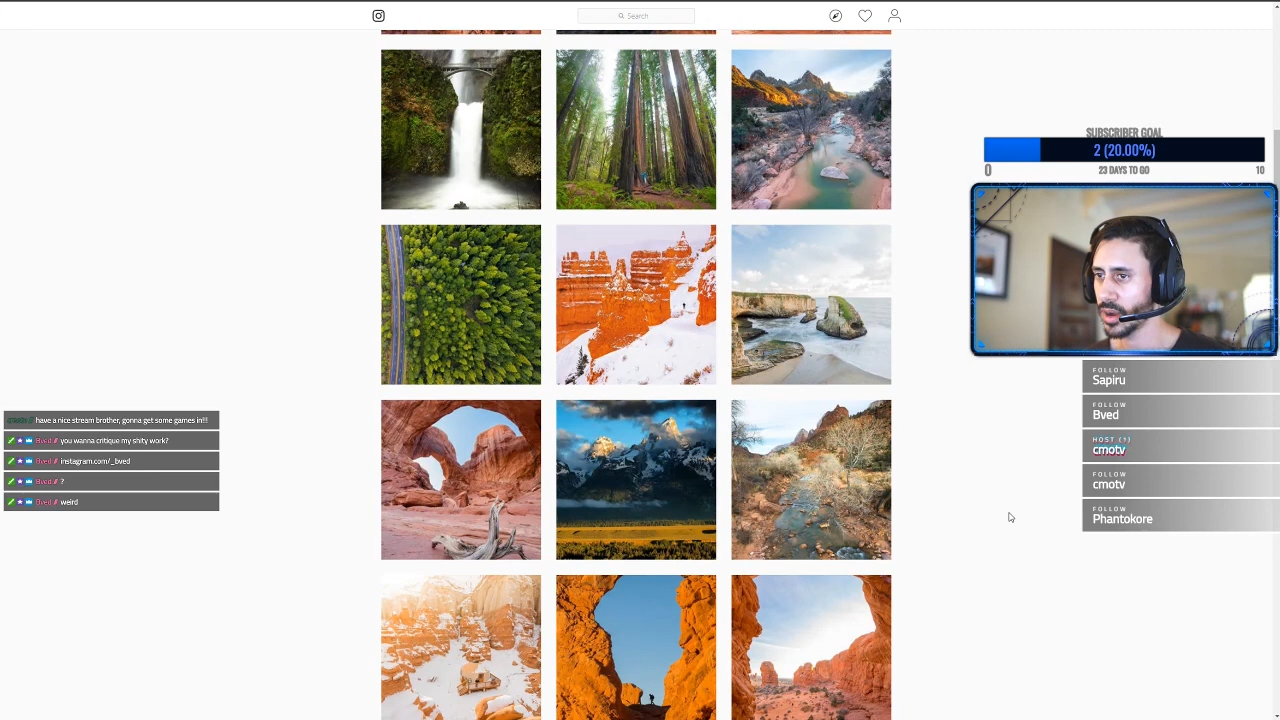 Search
SUBSCRIBER GOAL
2 (20.00%)
0
23 DAYS TO GO
10
have a nice stream brother, gonna get some games in!!!
Bved // you wanna critique my shity work?
Bved // instagram.com/_bved
Bved // ?
Bved // weird
FOLLOW
Sapiru
FOLLOW
Bved
HOST (?)
cmotv
FOLLOW
cmotv
FOLLOW
Phantokore